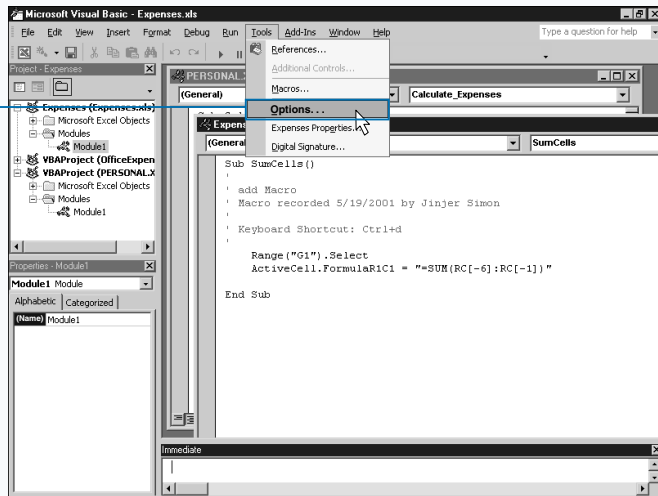 Microsoft Visual Basic - Expenses.xls
File Edit View Insert Format Debug Run Tools Add-Ins Window Help
Type a question for help
References...
Additional Controls...
Macros...
Options...
Expenses Properties...
Digital Signature...
Project - Expenses
Expenses (Expenses.xls)
Microsoft Excel Objects
Modules
Module1
VBAProject (OfficeExpen
VBAProject (PERSONAL.X
Microsoft Excel Objects
Modules
Module1
Properties - Module1
Module1 Module
Alphabetic Categorized
(Name) Module1
PERSONAL.
(General) Calculate_Expenses
Expens
(General SumCells
Sub SumCells()
'
' add Macro
' Macro recorded 5/19/2001 by Jinjer Simon
'
' Keyboard Shortcut: Ctrl+d
'
Range("G1").Select
ActiveCell.FormulaR1C1 = "=SUM(RC[-6]:RC[-1])"
End Sub
Immediate